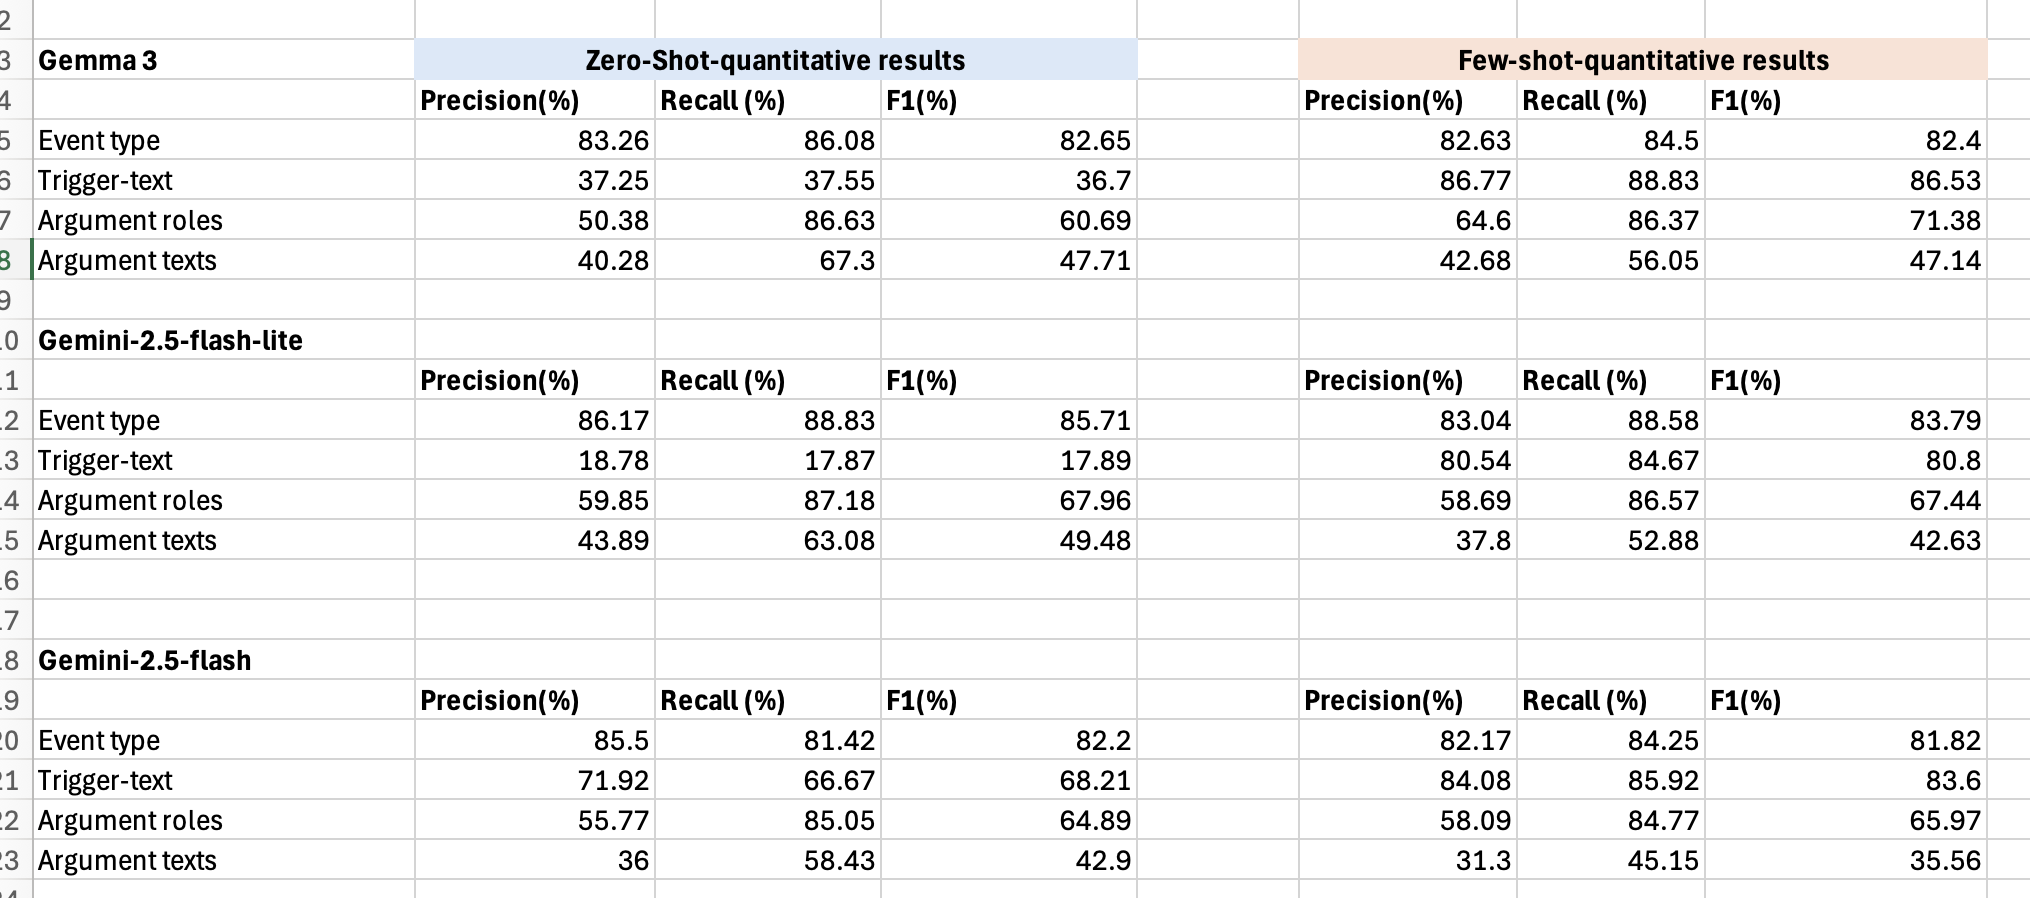 2
3 Gemma 3 Zero-Shot-quantitative results Few-shot-quantitative results
4 Precision(%) Recall (%) F1(%) Precision(%) Recall (%) F1(%)
5 Event type 83.26 86.08 82.65 82.63 84.5 82.4
6 Trigger-text 37.25 37.55 36.7 86.77 88.83 86.53
7 Argument roles 50.38 86.63 60.69 64.6 86.37 71.38
8 Argument texts 40.28 67.3 47.71 42.68 56.05 47.14
9
0 Gemini-2.5-flash-lite
1 Precision(%) Recall (%) F1(%) Precision(%) Recall (%) F1(%)
2 Event type 86.17 88.83 85.71 83.04 88.58 83.79
3 Trigger-text 18.78 17.87 17.89 80.54 84.67 80.8
4 Argument roles 59.85 87.18 67.96 58.69 86.57 67.44
5 Argument texts 43.89 63.08 49.48 37.8 52.88 42.63
6
7
8 Gemini-2.5-flash
9 Precision(%) Recall (%) F1(%) Precision(%) Recall (%) F1(%)
20 Event type 85.5 81.42 82.2 82.17 84.25 81.82
21 Trigger-text 71.92 66.67 68.21 84.08 85.92 83.6
22 Argument roles 55.77 85.05 64.89 58.09 84.77 65.97
23 Argument texts 36 58.43 42.9 31.3 45.15 35.56